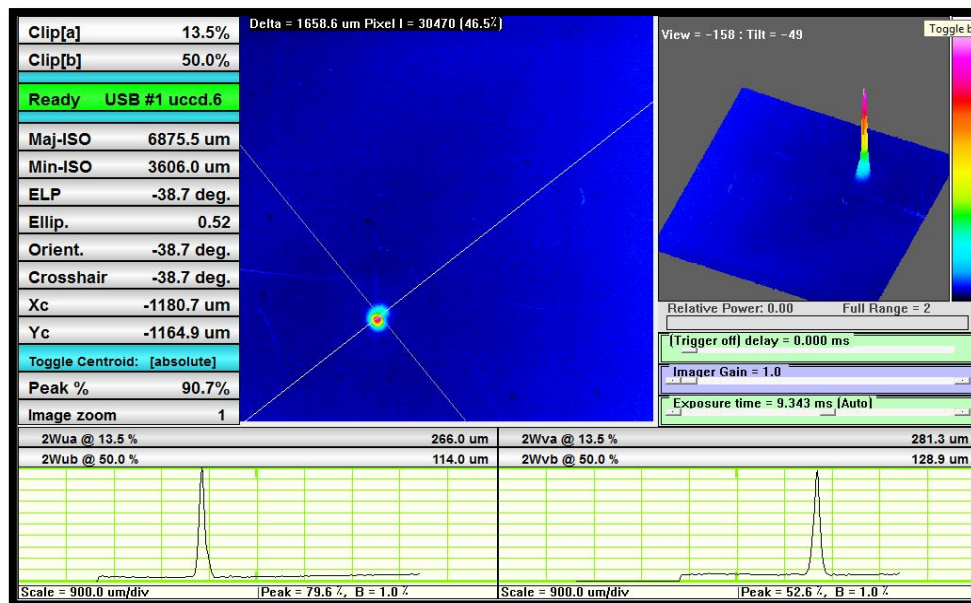 Clip[a] 13.5%
Clip[b] 50.0%
Ready USB #1 uccd.6
Maj-ISO 6875.5 um
Min-ISO 3606.0 um
ELP -38.7 deg.
Ellip. 0.52
Orient. -38.7 deg.
Crosshair -38.7 deg.
Xc -1180.7 um
Yc -1164.9 um
Toggle Centroid: [absolute]
Peak % 90.7%
Image zoom 1
Delta = 1658.6 um Pixel I = 30470 (46.5%)
Toggle b
View = -158 : Tilt = -49
Relative Power: 0.00 Full Range = 2
(Trigger off) delay = 0.000 ms
Imager Gain = 1.0
Exposure time = 9.343 ms (Auto)
2Wua @ 13.5 % 266.0 um
2Wub @ 50.0 % 114.0 um
Scale = 900.0 um/div Peak = 79.6 %, B = 1.0 %
2Wva @ 13.5 % 281.3 um
2Wvb @ 50.0 % 128.9 um
Scale = 900.0 um/div Peak = 52.6 %, B = 1.0 %